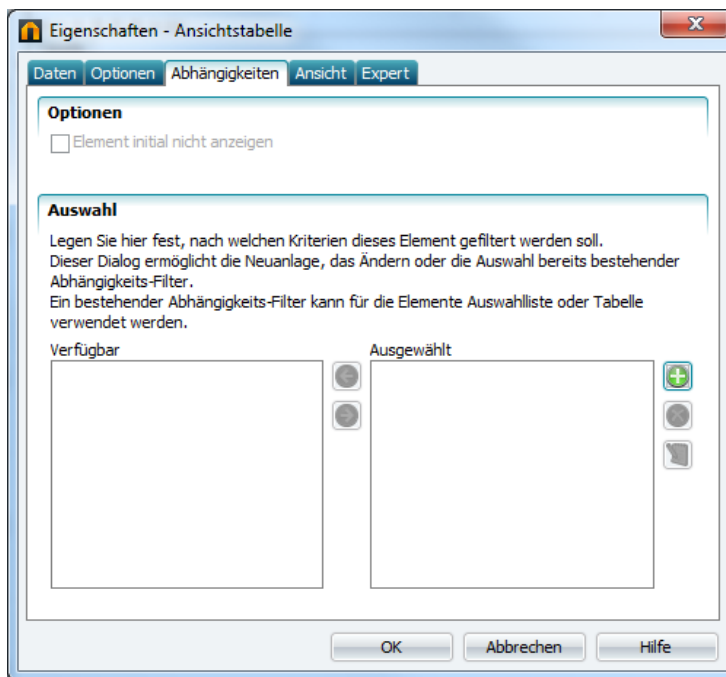 Eigenschaften - Ansichtstabelle
Daten Optionen Abhängigkeiten Ansicht Expert
Optionen
Element initial nicht anzeigen
Auswahl
Legen Sie hier fest, nach welchen Kriterien dieses Element gefiltert werden soll.
Dieser Dialog ermöglicht die Neuanlage, das Ändern oder die Auswahl bereits bestehender
Abhängigkeits-Filter.
Ein bestehender Abhängigkeits-Filter kann für die Elemente Auswahlliste oder Tabelle
verwendet werden.
Verfügbar Ausgewählt
OK Abbrechen Hilfe